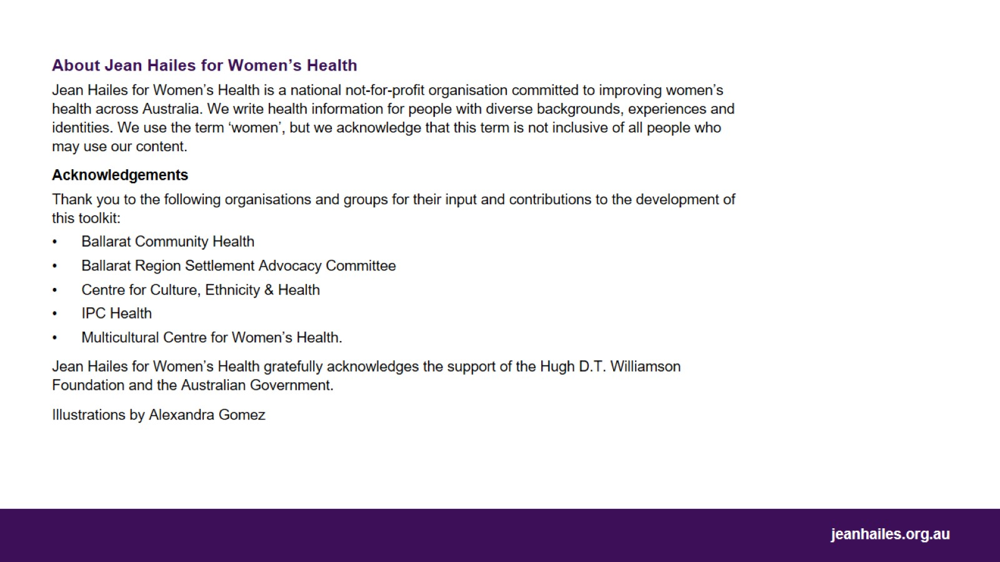 About Jean Hailes for Women’s Health
Jean Hailes for Women’s Health is a national not-for-profit organisation committed to improving women’s
health across Australia. We write health information for people with diverse backgrounds, experiences and
identities. We use the term ‘women’, but we acknowledge that this term is not inclusive of all people who
may use our content.
Acknowledgements
Thank you to the following organisations and groups for their input and contributions to the development of
this toolkit:
• Ballarat Community Health
• Ballarat Region Settlement Advocacy Committee
• Centre for Culture, Ethnicity & Health
• IPC Health
• Multicultural Centre for Women’s Health.
Jean Hailes for Women’s Health gratefully acknowledges the support of the Hugh D.T. Williamson
Foundation and the Australian Government.
Illustrations by Alexandra Gomez
jeanhailes.org.au